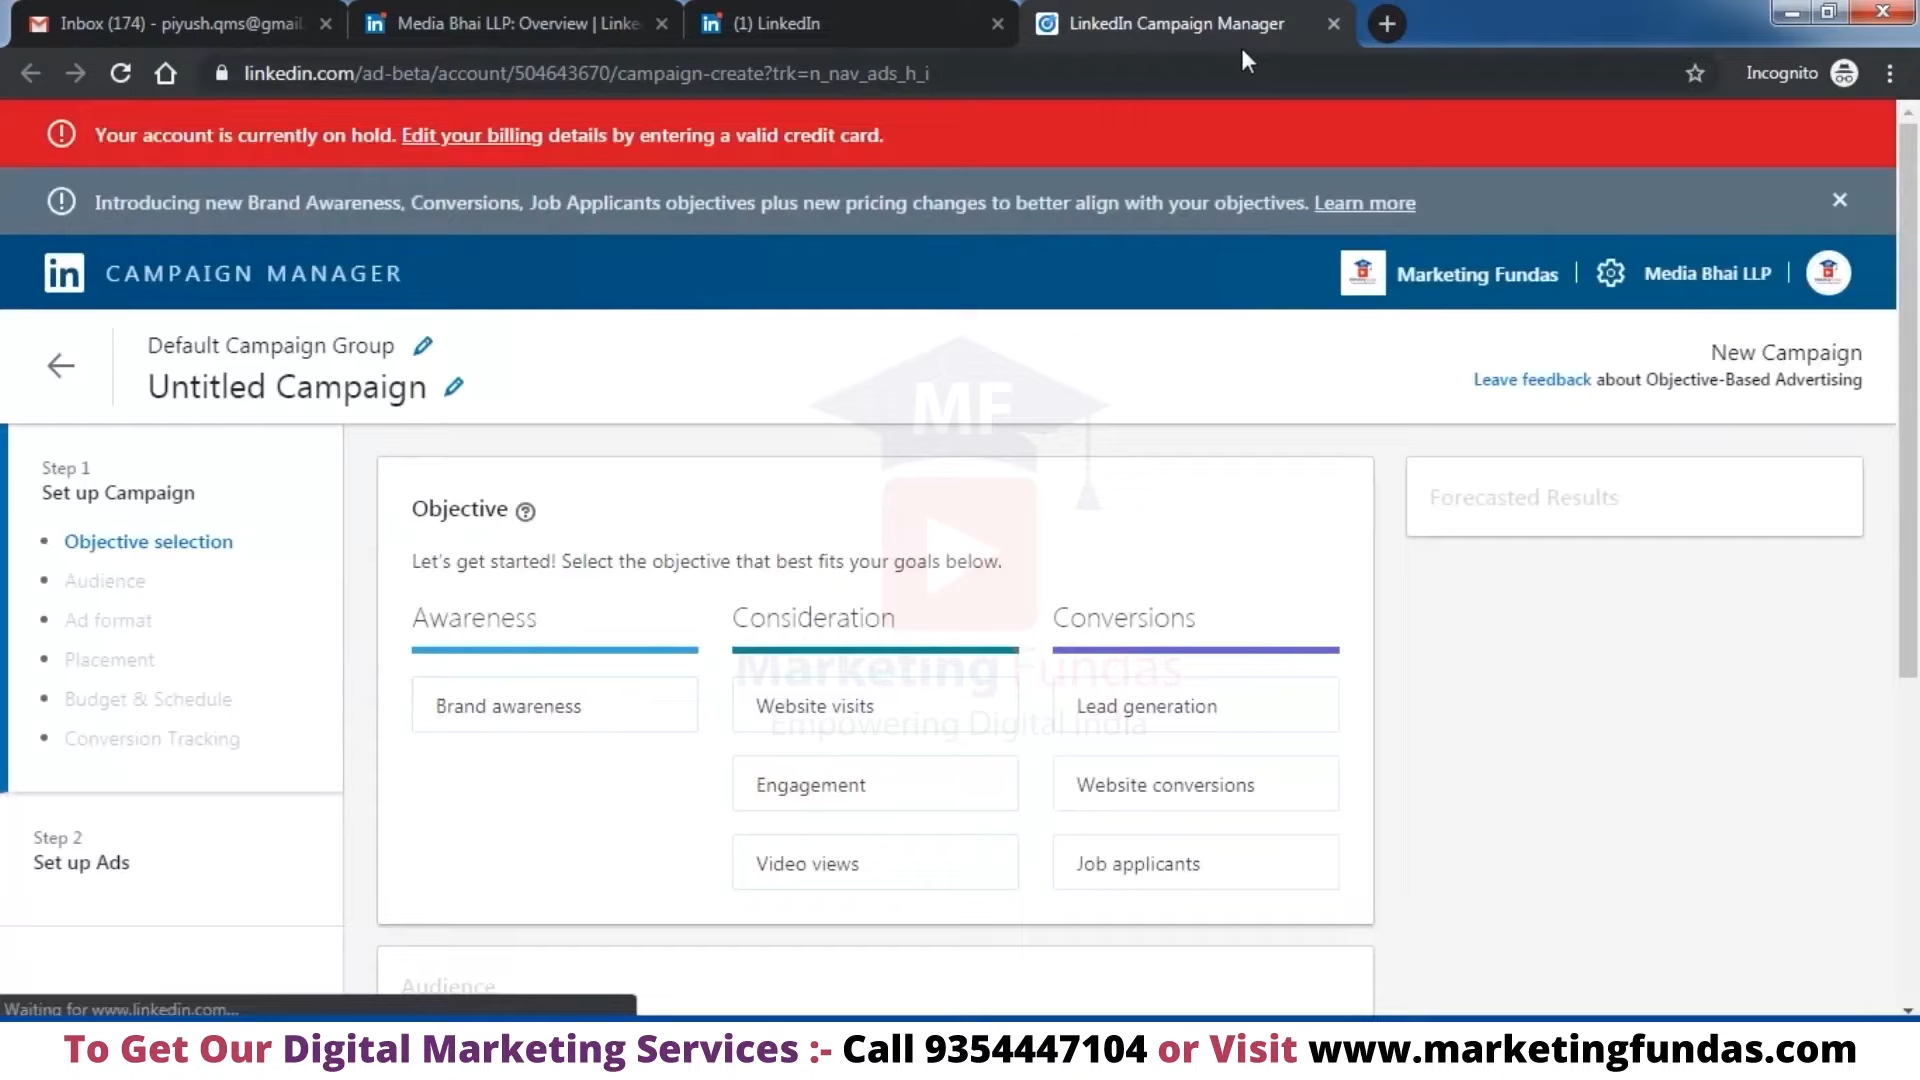 Inbox (174) - piyush.qms@gmail.
Media Bhai LLP: Overview | Linke
(1) LinkedIn
LinkedIn Campaign Manager
linkedin.com/ad-beta/account/504643670/campaign-create?trk=n_nav_ads_h_i
Incognito
Your account is currently on hold. Edit your billing details by entering a valid credit card.
Introducing new Brand Awareness, Conversions, Job Applicants objectives plus new pricing changes to better align with your objectives. Learn more
in CAMPAIGN MANAGER
Marketing Fundas
Media Bhai LLP
Default Campaign Group
Untitled Campaign
New Campaign
Leave feedback about Objective-Based Advertising
Step 1
Set up Campaign
Objective selection
Audience
Ad format
Placement
Budget & Schedule
Conversion Tracking
Step 2
Set up Ads
Objective
Let's get started! Select the objective that best fits your goals below.
Awareness
Consideration
Conversions
Brand awareness
Website visits
Lead generation
Engagement
Website conversions
Video views
Job applicants
Forecasted Results
Audience
MF
Marketing Fundas
Empowering Digital India
Waiting for www.linkedin.com...
To Get Our Digital Marketing Services :- Call 9354447104 or Visit www.marketingfundas.com